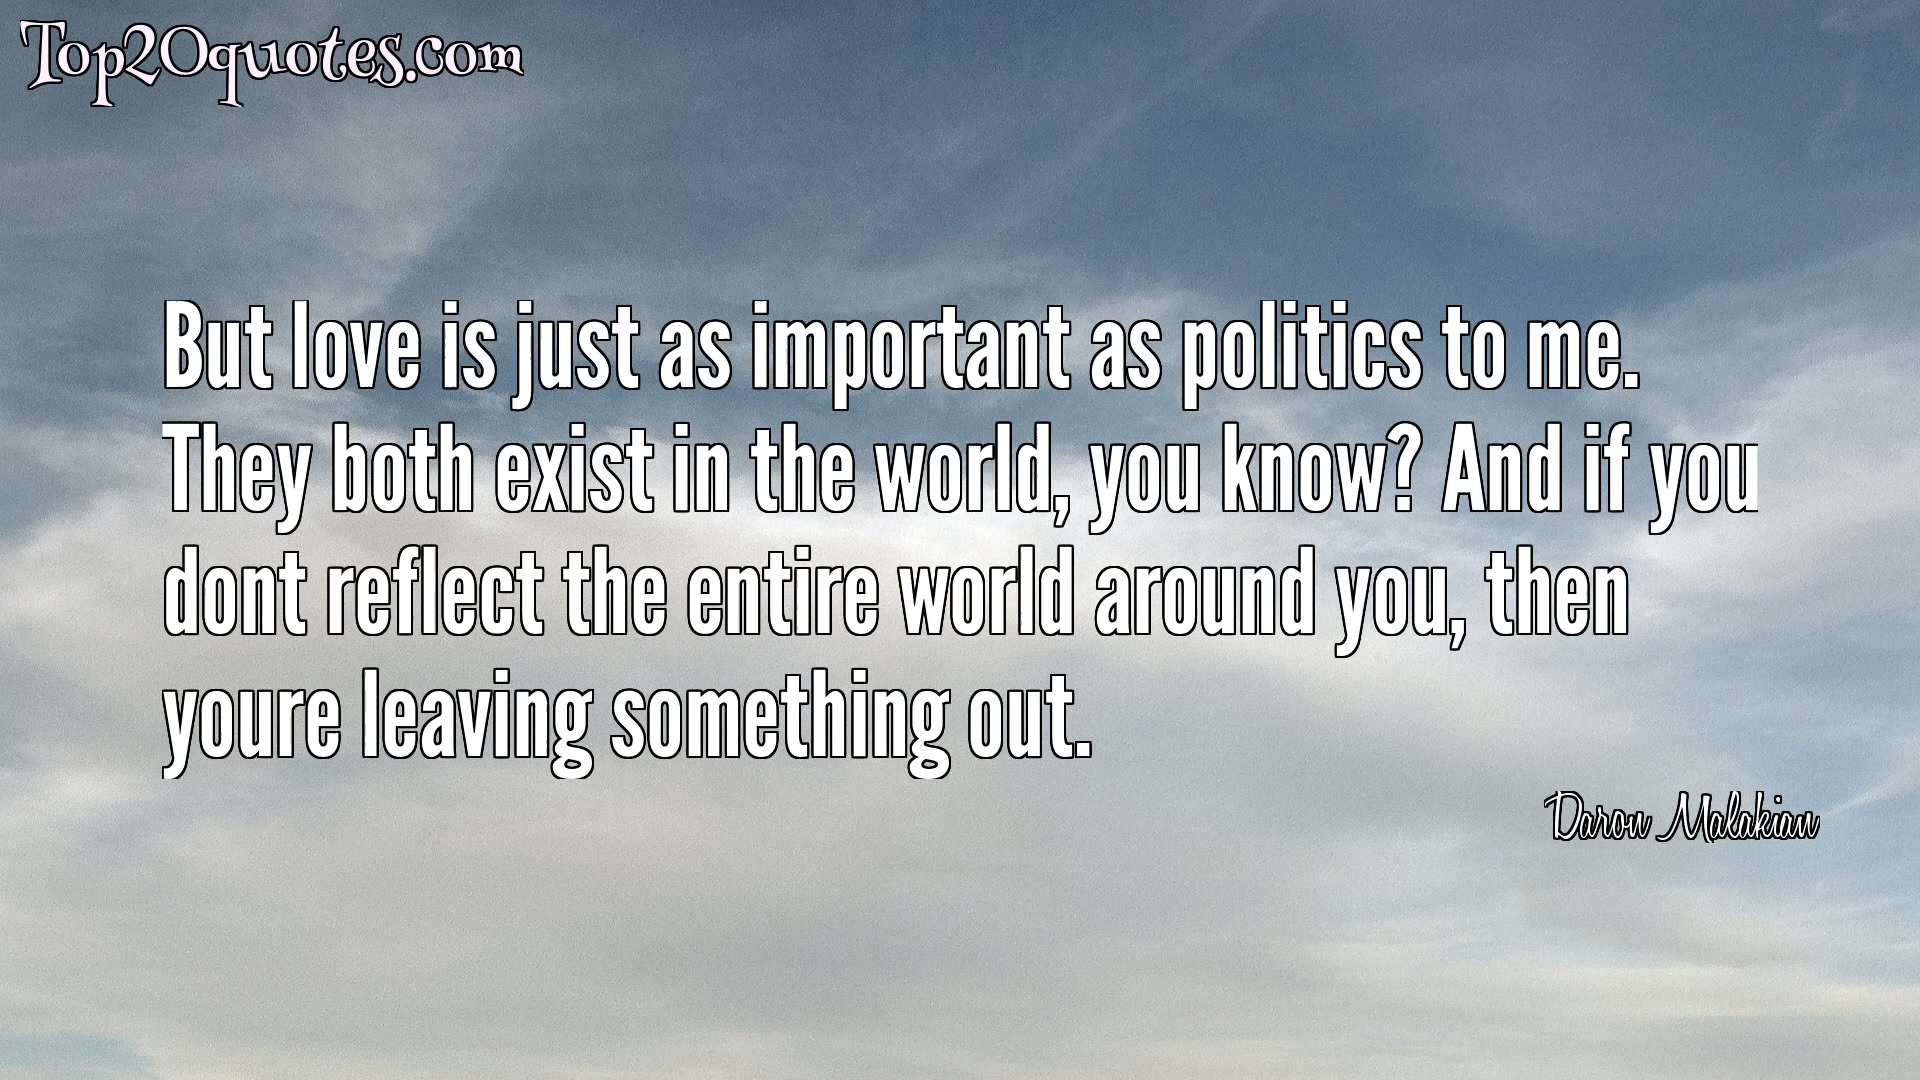 Top20quotes.com
But love is just as important as politics to me.
They both exist in the world, you know? And if you
dont reflect the entire world around you, then
youre leaving something out.
Daron Malakian